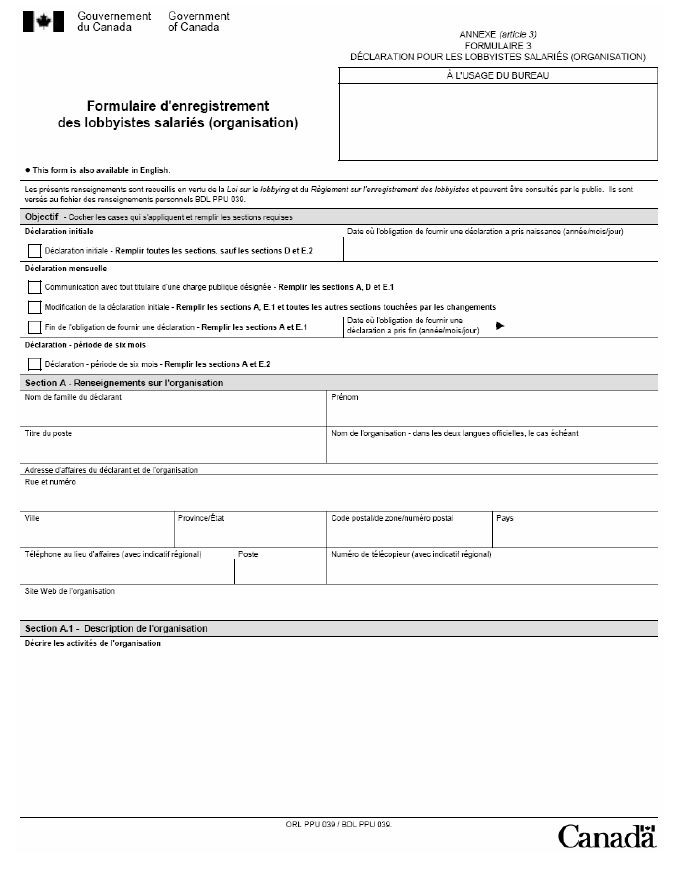 Gouvernement Government
du Canada of Canada
ANNEXE (article 3)
FORMULAIRE 3
DÉCLARATION POUR LES LOBBYISTES SALARIÉS (ORGANISATION)
À L'USAGE DU BUREAU
Formulaire d'enregistrement
des lobbyistes salariés (organisation)
● This form is also available in English.
Les présents renseignements sont recueillis en vertu de la Loi sur le lobbying et du Règlement sur l'enregistrement des lobbyistes et peuvent être consultés par le public. Ils sont
versés au fichier des renseignements personnels BDL PPU 039.
Objectif - Cocher les cases qui s'appliquent et remplir les sections requises
Déclaration initiale
Date où l'obligation de fournir une déclaration a pris naissance (année/mois/jour)
Déclaration initiale - Remplir toutes les sections, sauf les sections D et E.2
Déclaration mensuelle
Communication avec tout titulaire d'une charge publique désignée - Remplir les sections A, D et E.1
Modification de la déclaration initiale - Remplir les sections A, E.1 et toutes les autres sections touchées par les changements
Fin de l'obligation de fournir une déclaration - Remplir les sections A et E.1
Date où l'obligation de fournir une
déclaration a pris fin (année/mois/jour)
Déclaration - période de six mois
Déclaration - période de six mois - Remplir les sections A et E.2
Section A - Renseignements sur l'organisation
Nom de famille du déclarant Prénom
Titre du poste Nom de l'organisation - dans les deux langues officielles, le cas échéant
Adresse d'affaires du déclarant et de l'organisation
Rue et numéro
Ville Province/État Code postal/de zone/numéro postal Pays
Téléphone au lieu d'affaires (avec indicatif régional) Poste Numéro de télécopieur (avec indicatif régional)
Site Web de l'organisation
Section A.1 - Description de l'organisation
Décrire les activités de l'organisation
ORL PPU 039 / BDL PPU 039.
Canada